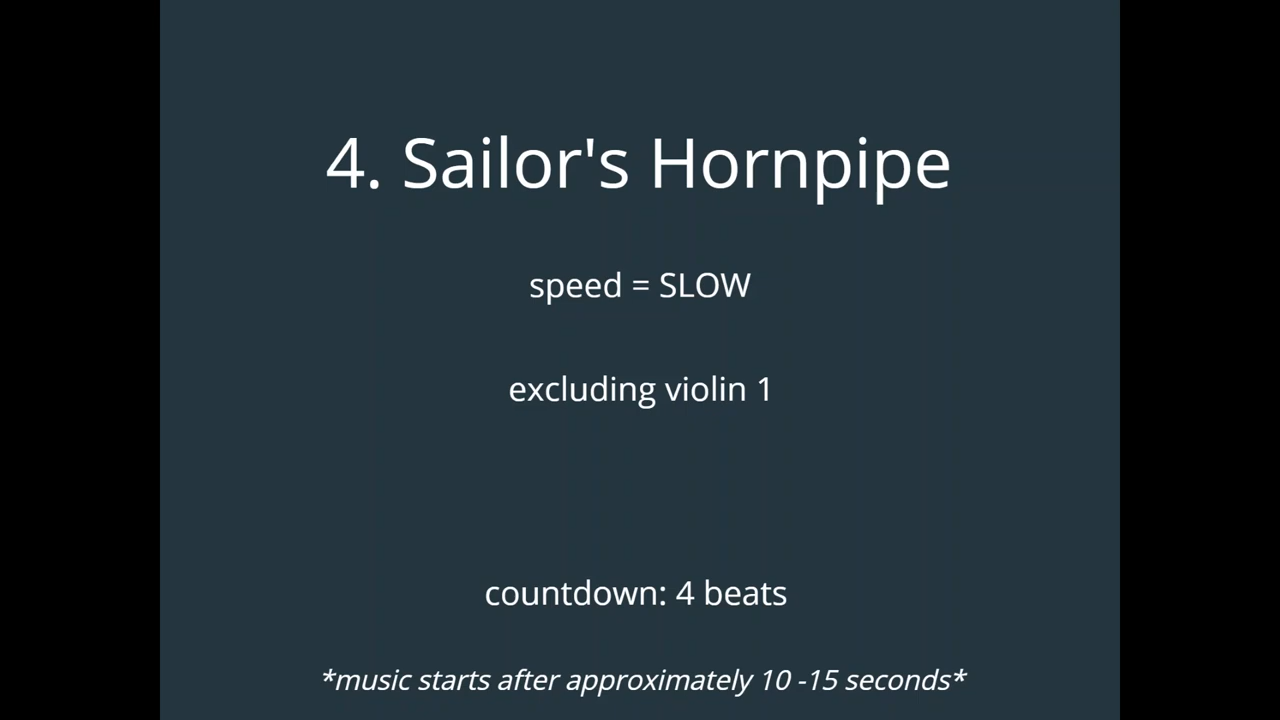 4. Sailor's Hornpipe
speed = SLOW
excluding violin 1
countdown: 4 beats
*music starts after approximately 10 -15 seconds*